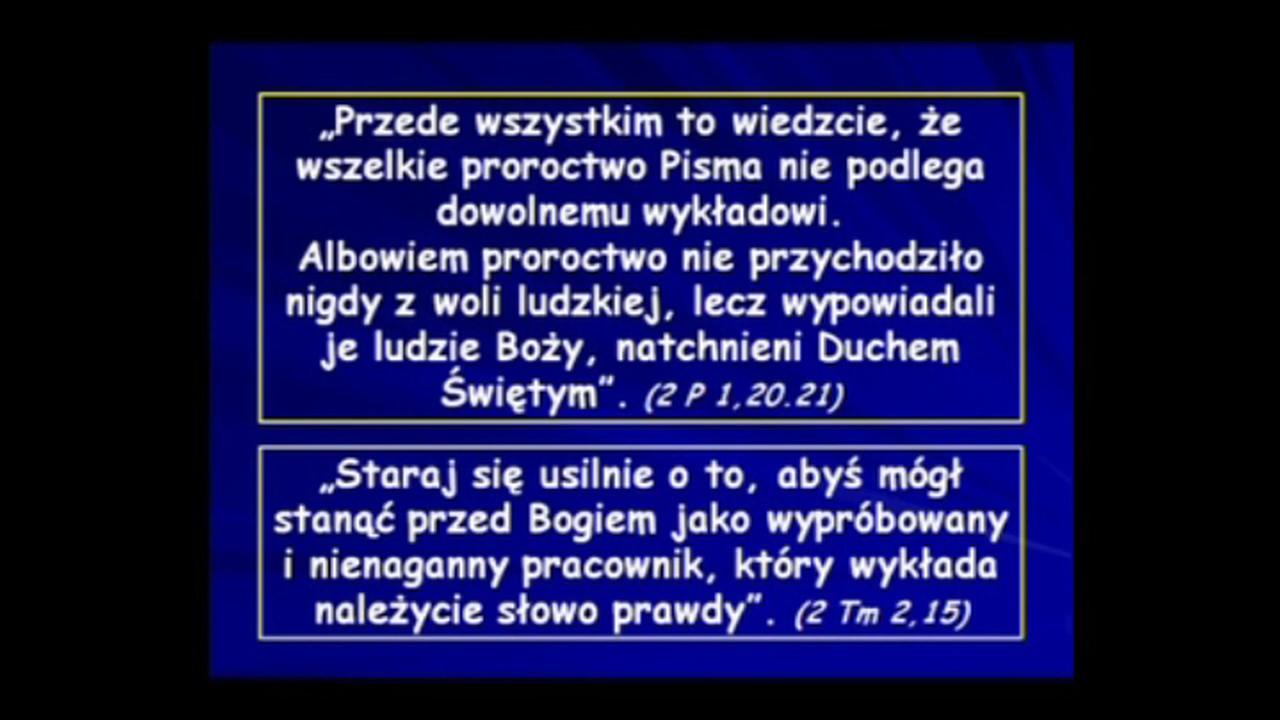 „Przede wszystkim to wiedzcie, że
wszelkie proroctwo Pisma nie podlega
dowolnemu wykładowi.
Albowiem proroctwo nie przychodziło
nigdy z woli ludzkiej, lecz wypowiadali
je ludzie Boży, natchnieni Duchem
Świętym”. (2 P 1,20.21)
„Staraj się usilnie o to, abyś mógł
stanąć przed Bogiem jako wypróbowany
i nienaganny pracownik, który wykłada
należycie słowo prawdy”. (2 Tm 2,15)